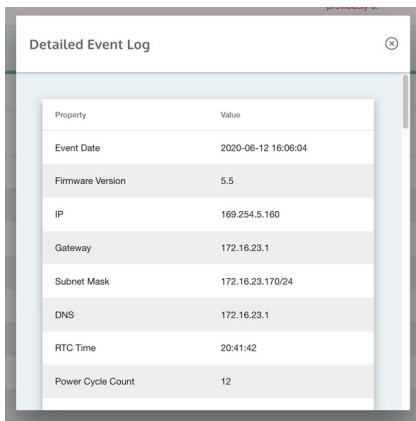 previously 0.
Detailed Event Log
Property Value
Event Date 2020-06-12 16:06:04
Firmware Version 5.5
IP 169.254.5.160
Gateway 172.16.23.1
Subnet Mask 172.16.23.170/24
DNS 172.16.23.1
RTC Time 20:41:42
Power Cycle Count 12